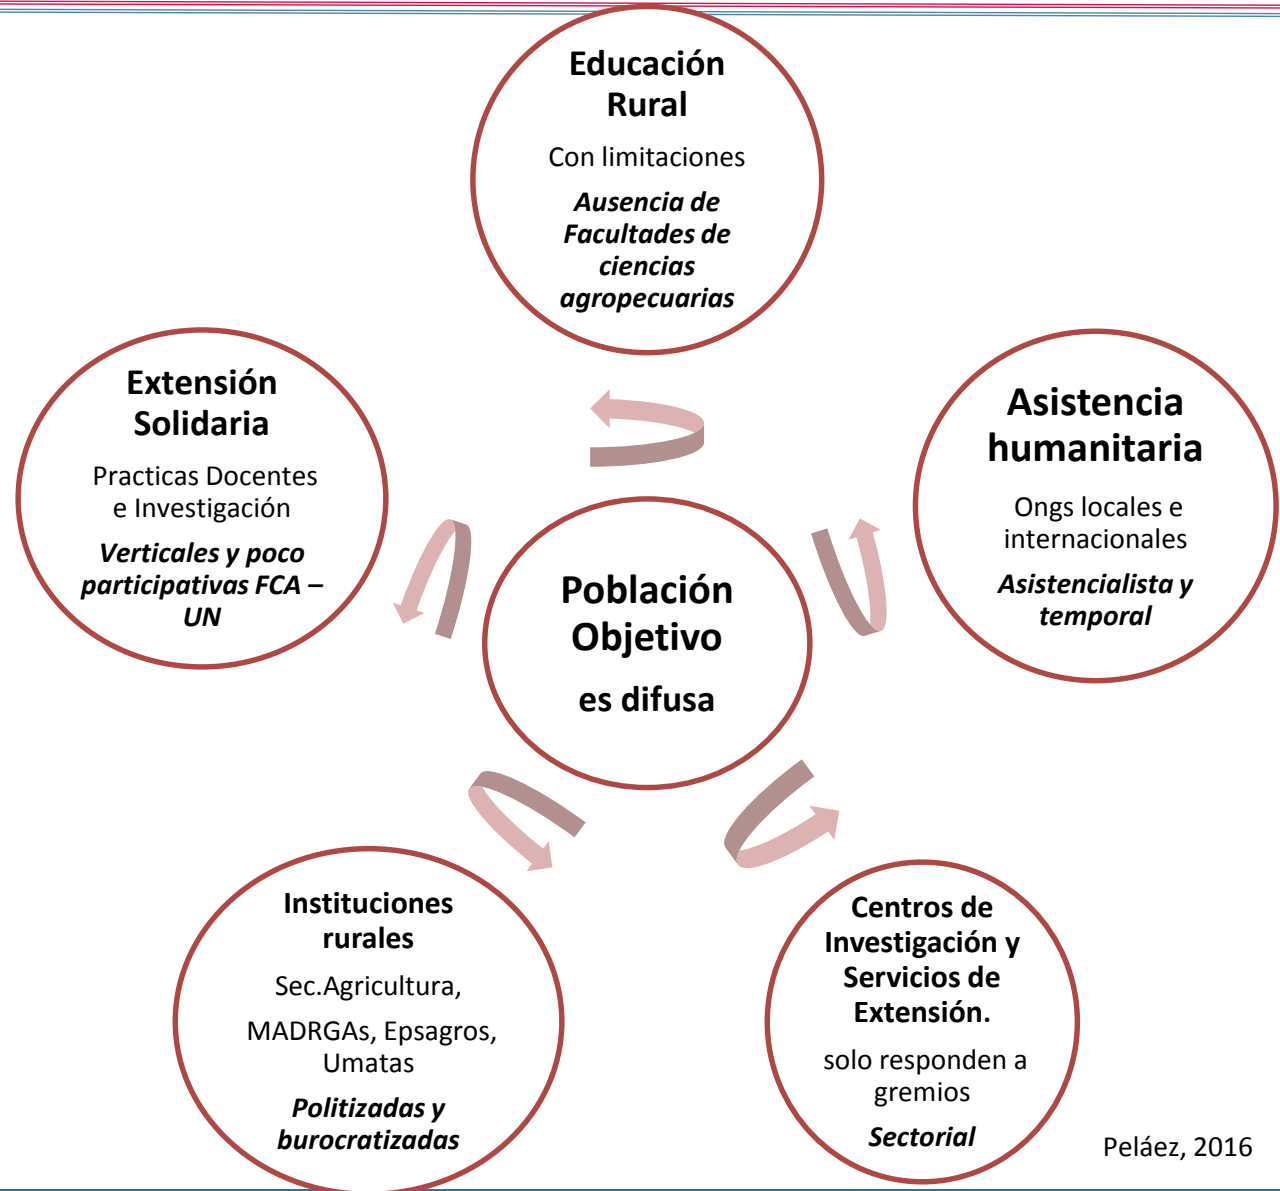 Educación
Rural
Con limitaciones
Ausencia de
Facultades de
ciencias
agropecuarias
Extensión
Solidaria
Practicas Docentes
e Investigación
Verticales y poco
participativas FCA –
UN
Asistencia
humanitaria
Ongs locales e
internacionales
Asistencialista y
temporal
Población
Objetivo
es difusa
Instituciones
rurales
Sec.Agricultura,
MADRGAs, Epsagros,
Umatas
Politizadas y
burocratizadas
Centros de
Investigación y
Servicios de
Extensión.
solo responden a
gremios
Sectorial
Peláez, 2016